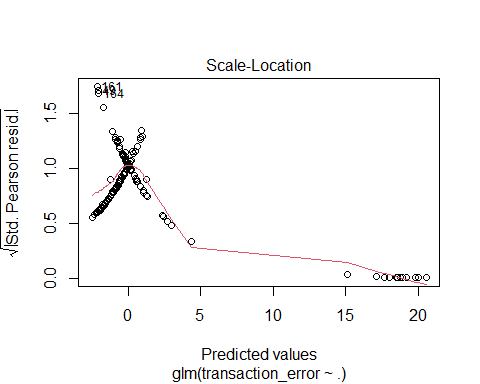 Scale-Location
161
164
√|Std. Pearson resid.|
0.0 0.5 1.0 1.5
0 5 10 15 20
Predicted values
glm(transaction_error ~ .)